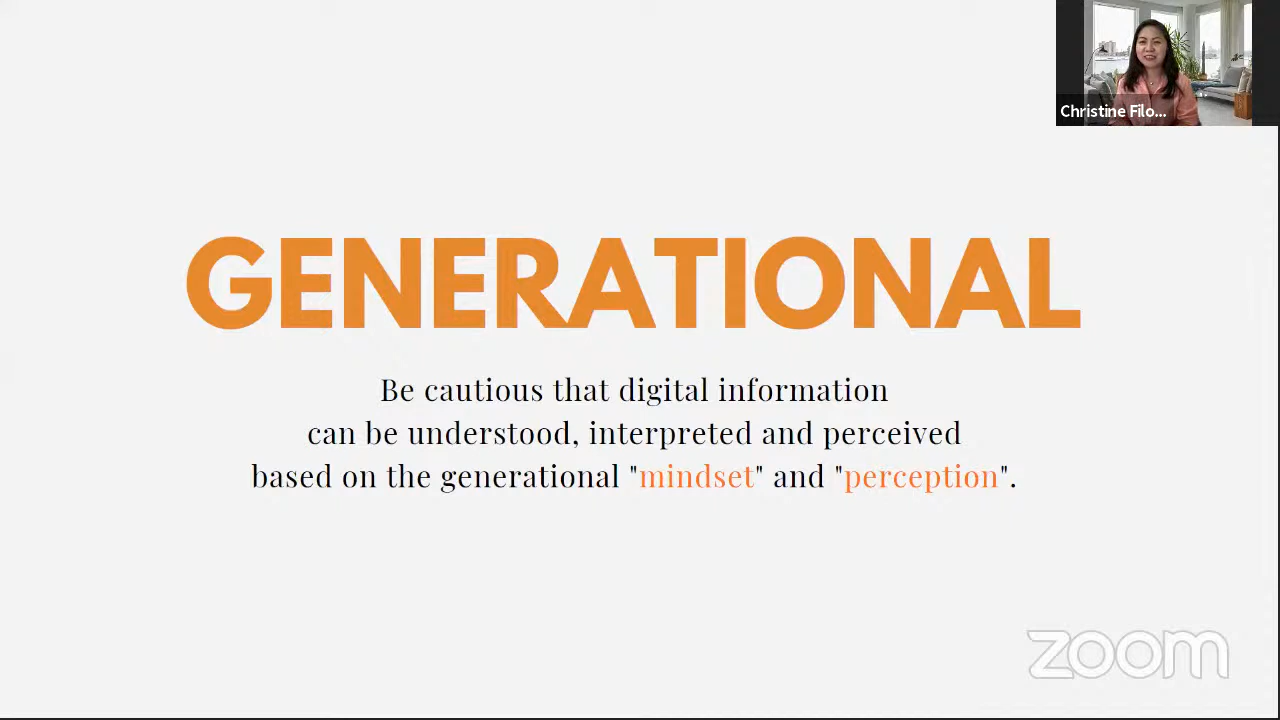 Christine Filo...
GENERATIONAL
Be cautious that digital information
can be understood, interpreted and perceived
based on the generational "mindset" and "perception".
zoom